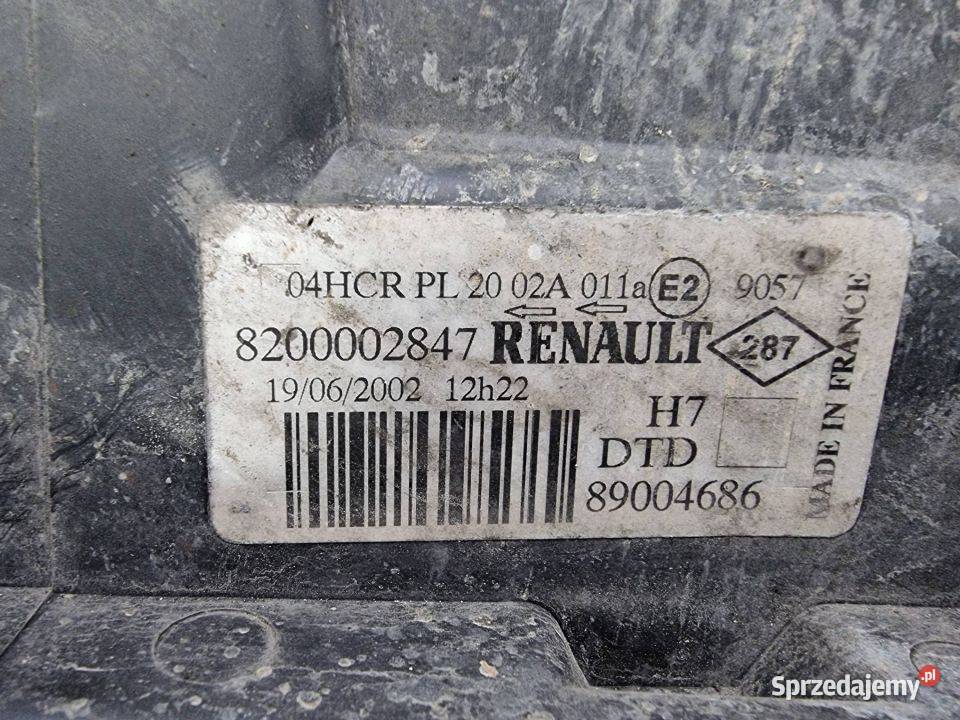 04HCR PL 20 02A 011a E2 9057
8200002847 RENAULT 287
19/06/2002 12h22
H7
DTD
89004686
MADE IN FRANCE
Sprzedajemy.pl